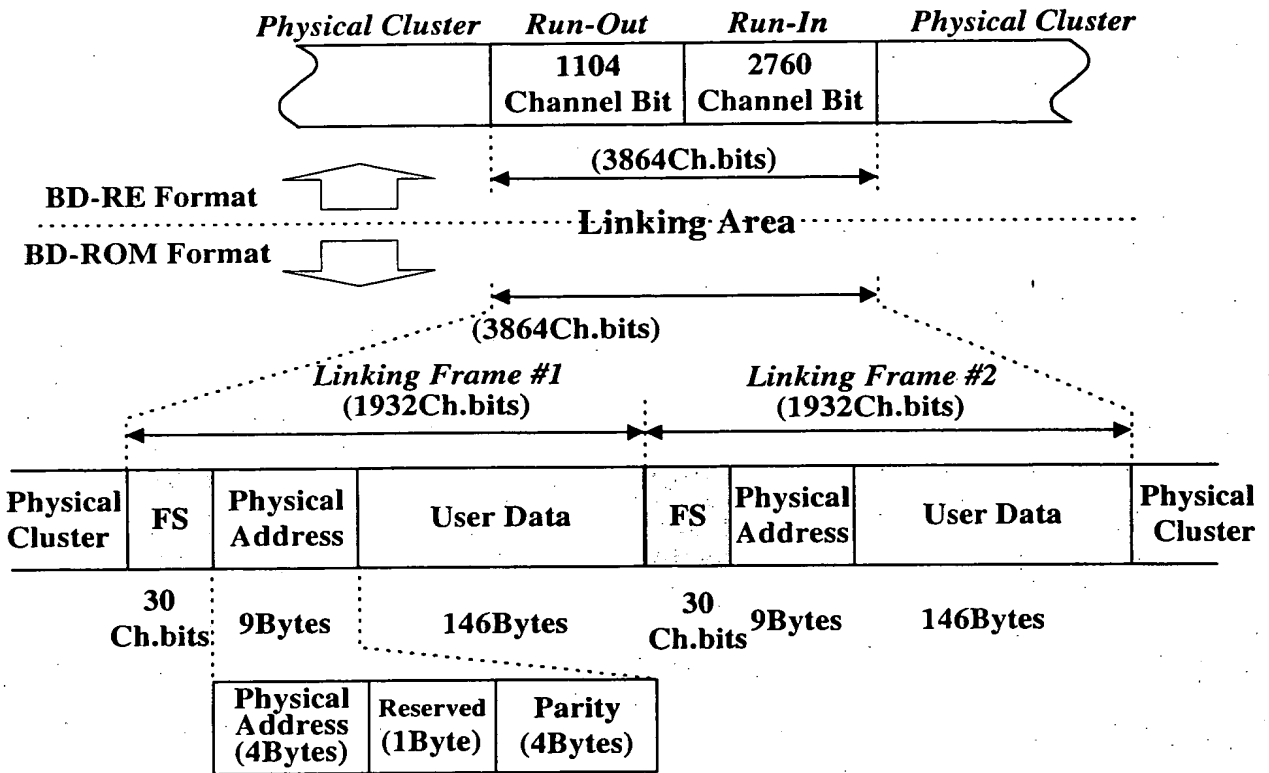 Physical Cluster Run-Out Run-In Physical Cluster
1104 Channel Bit
2760 Channel Bit
(3864Ch.bits)
BD-RE Format
Linking Area
BD-ROM Format
(3864Ch.bits)
Linking Frame #1
(1932Ch.bits)
Linking Frame #2
(1932Ch.bits)
Physical Cluster
FS
Physical Address
User Data
FS
Physical Address
User Data
Physical Cluster
30 Ch.bits
9Bytes
146Bytes
30 Ch.bits
9Bytes
146Bytes
Physical Address (4Bytes)
Reserved (1Byte)
Parity (4Bytes)